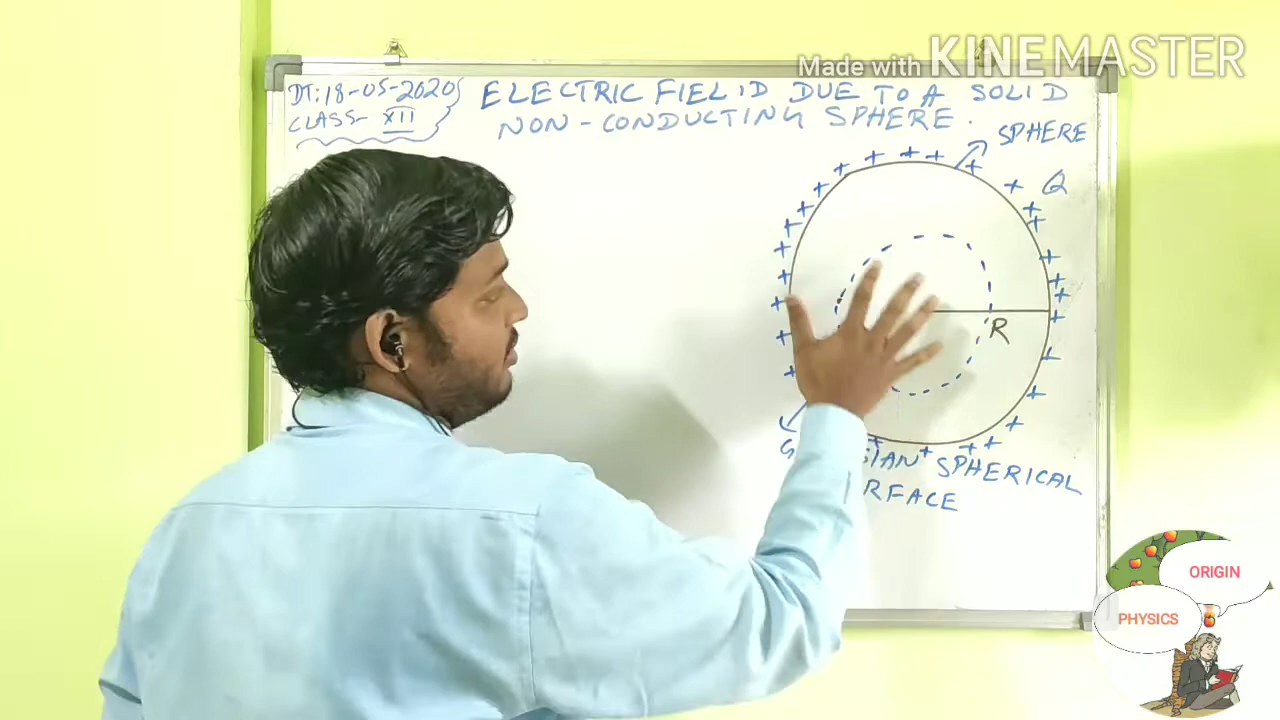 Made with KINEMASTER
DT:18-05-2020
CLASS- XII
ELECTRIC FIELD DUE TO A SOLID
NON-CONDUCTING SPHERE.
SPHERE
Q
R
SPHERICAL
ORIGIN
PHYSICS